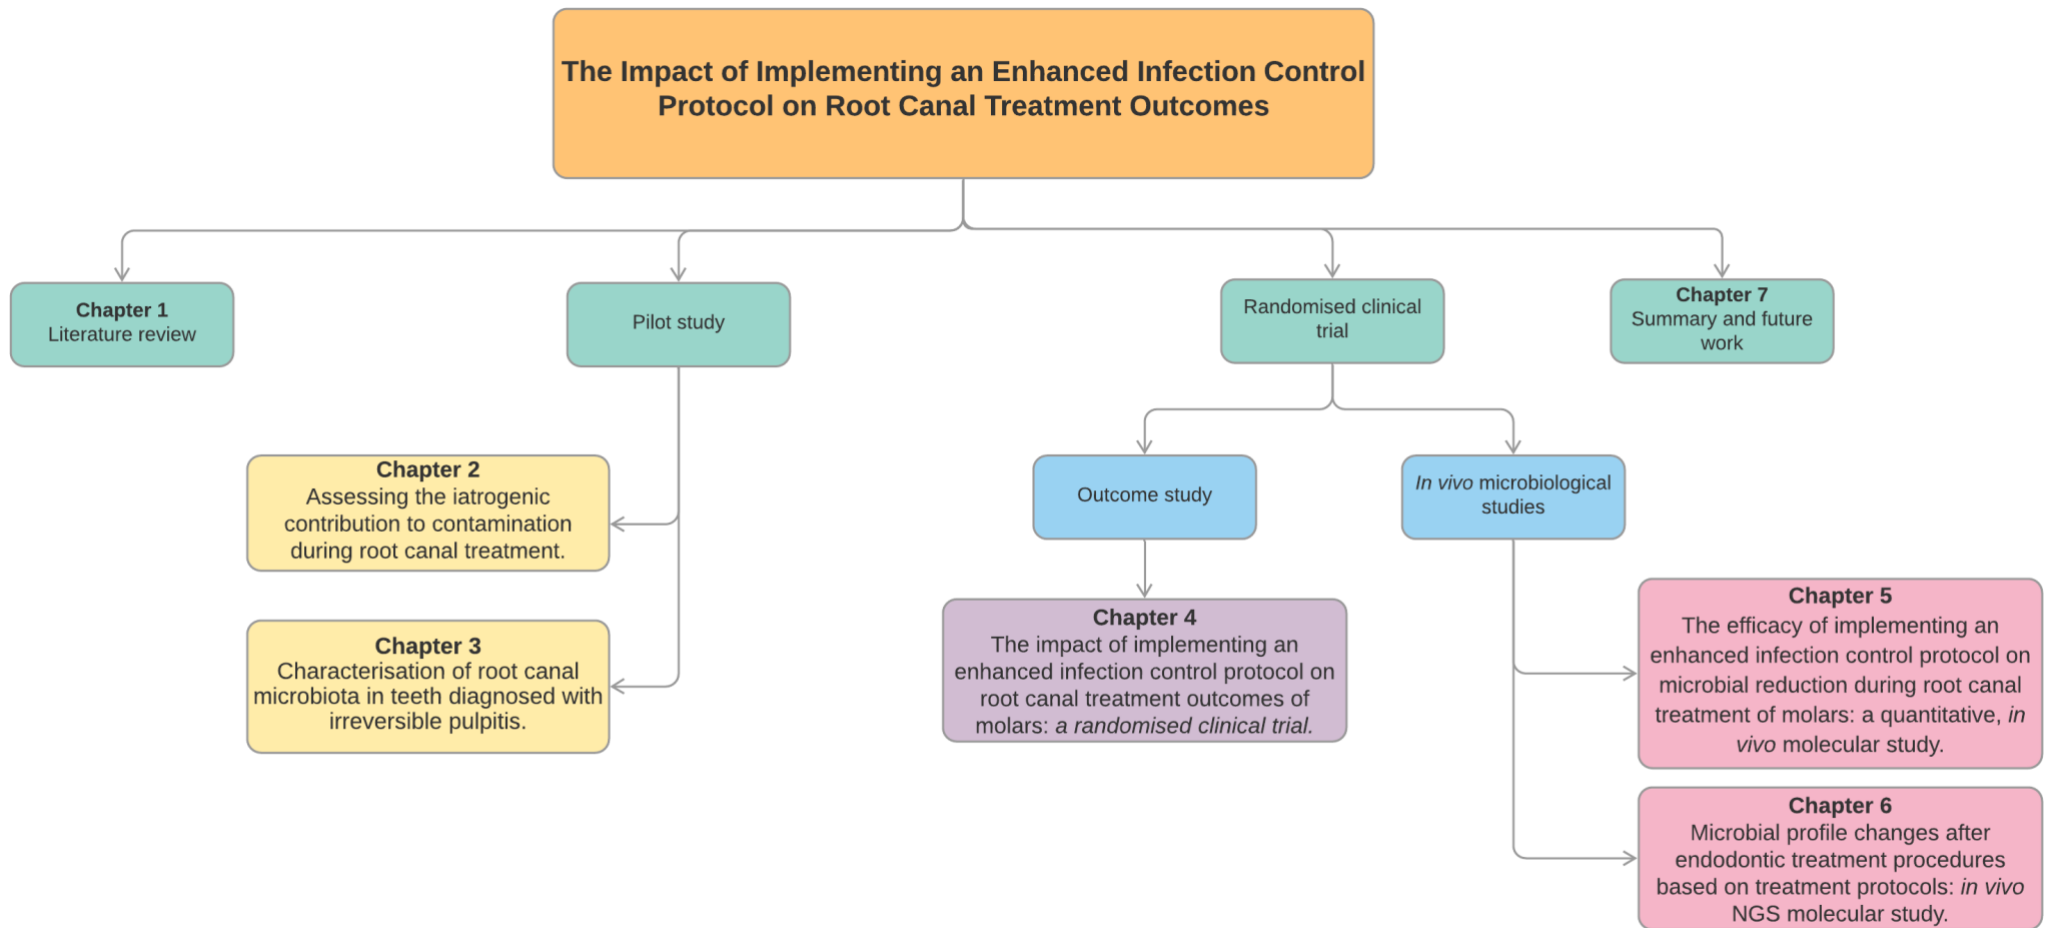 The Impact of Implementing an Enhanced Infection Control
Protocol on Root Canal Treatment Outcomes
Chapter 1
Literature review
Pilot study
Randomised clinical
trial
Chapter 7
Summary and future
work
Chapter 2
Assessing the iatrogenic
contribution to contamination
during root canal treatment.
Chapter 3
Characterisation of root canal
microbiota in teeth diagnosed with
irreversible pulpitis.
Outcome study
In vivo microbiological
studies
Chapter 4
The impact of implementing an
enhanced infection control protocol on
root canal treatment outcomes of
molars: a randomised clinical trial.
Chapter 5
The efficacy of implementing an
enhanced infection control protocol on
microbial reduction during root canal
treatment of molars: a quantitative, in
vivo molecular study.
Chapter 6
Microbial profile changes after
endodontic treatment procedures
based on treatment protocols: in vivo
NGS molecular study.